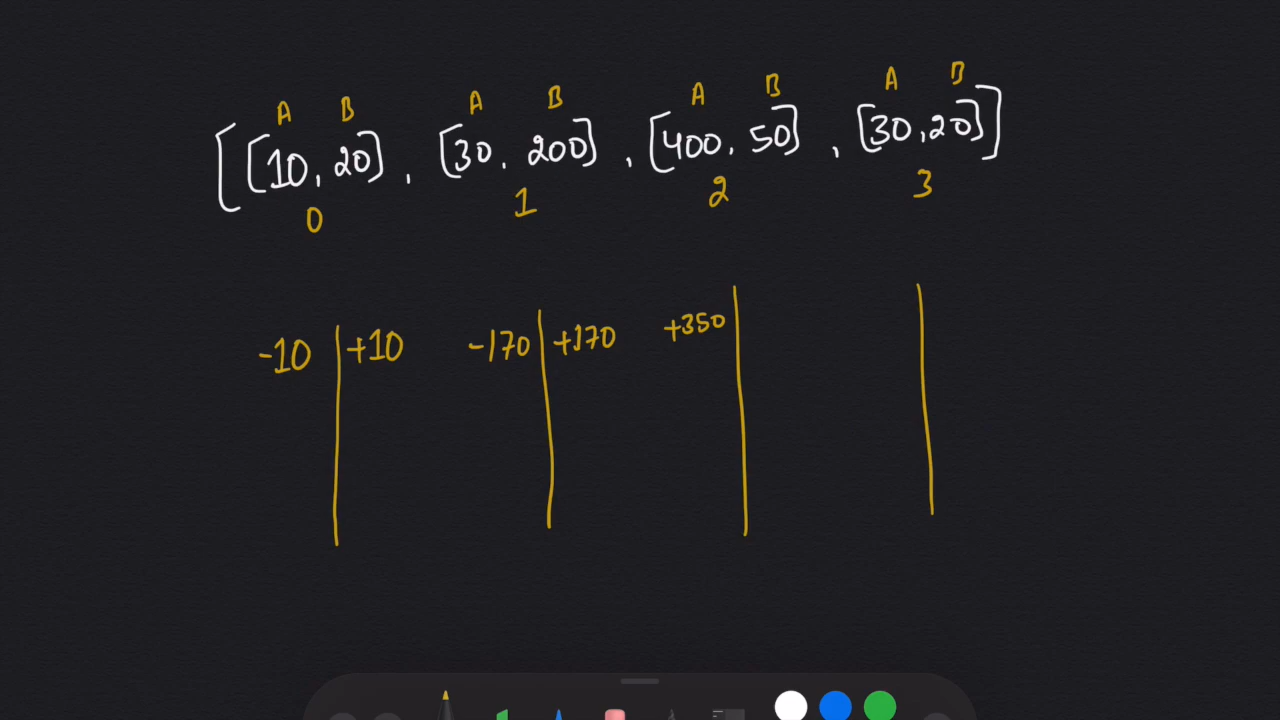 A B A B A B A B
[[10, 20], [30, 200], [400, 50], [30,20]]
0 1 2 3
-10 +10 -170 +170 +350